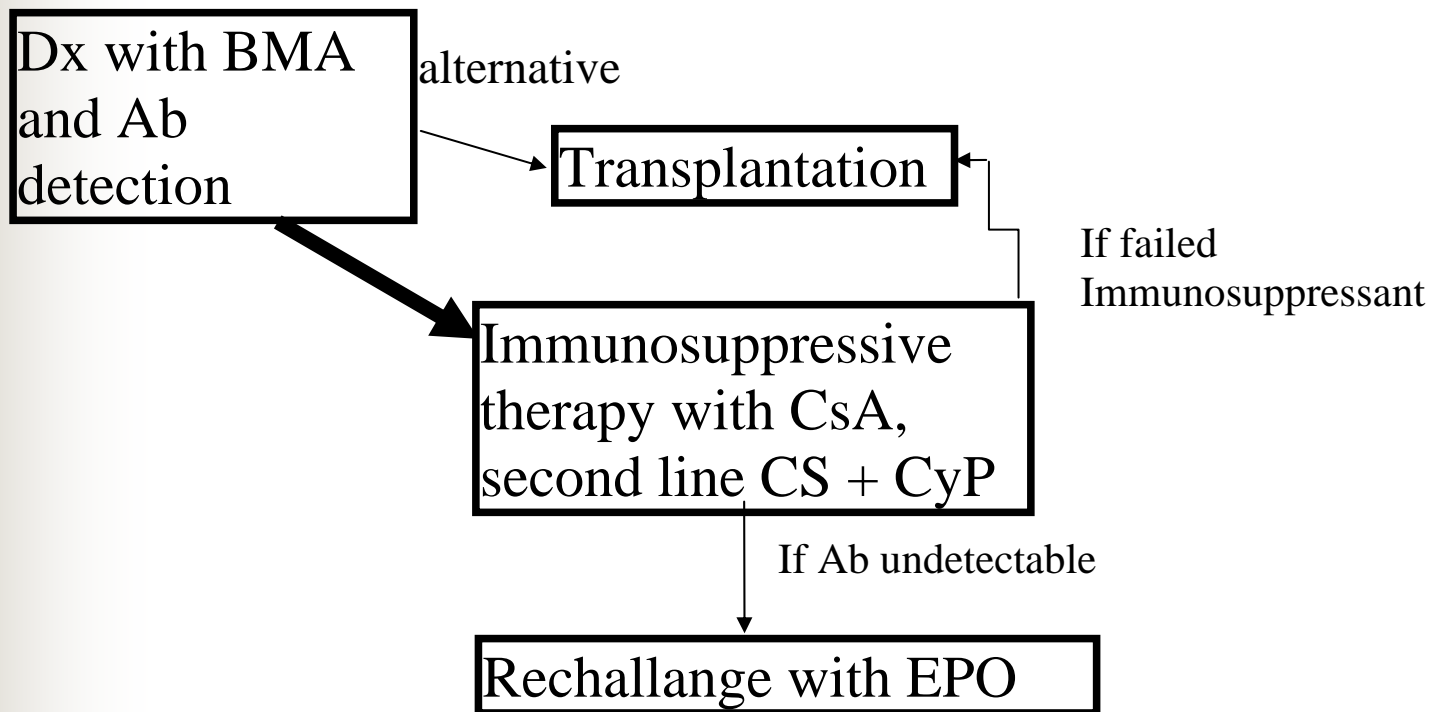 Dx with BMA
and Ab
detection
alternative
Transplantation
If failed
Immunosuppressant
Immunosuppressive
therapy with CsA,
second line CS + CyP
If Ab undetectable
Rechallange with EPO